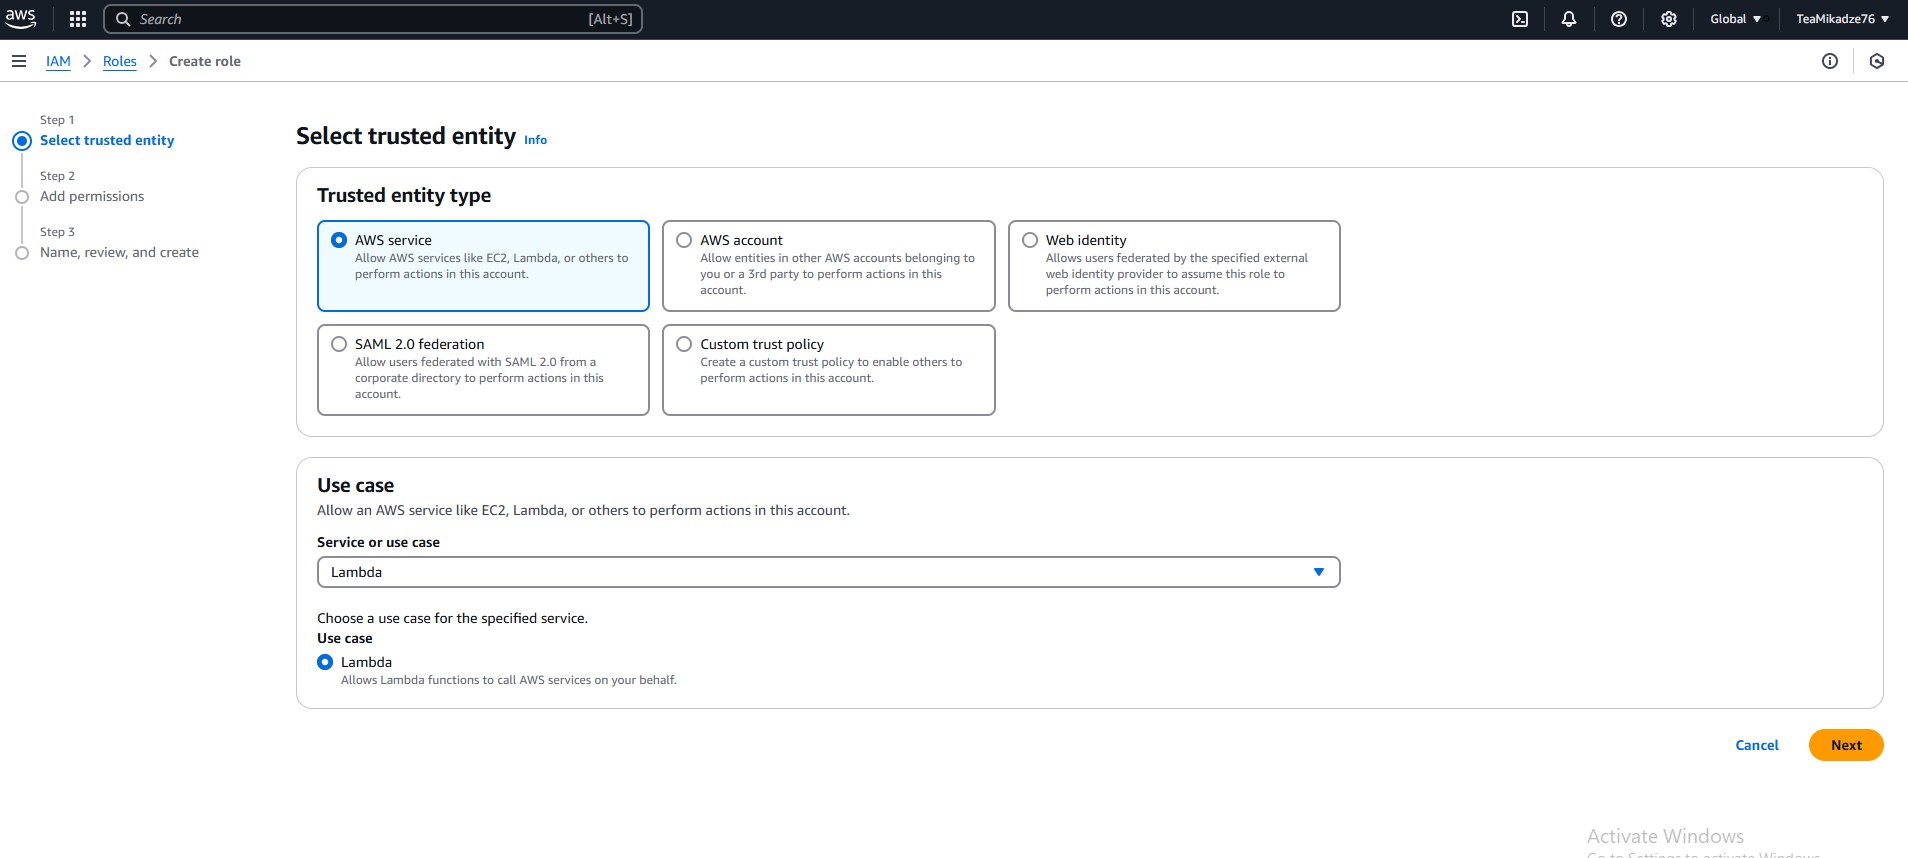 aws
Search
[Alt+S]
Global
TeaMikadze76
IAM
Roles
Create role
Step 1
Select trusted entity
Step 2
Add permissions
Step 3
Name, review, and create
Select trusted entity Info
Trusted entity type
AWS service
Allow AWS services like EC2, Lambda, or others to
perform actions in this account.
AWS account
Allow entities in other AWS accounts belonging to
you or a 3rd party to perform actions in this
account.
Web identity
Allows users federated by the specified external
web identity provider to assume this role to
perform actions in this account.
SAML 2.0 federation
Allow users federated with SAML 2.0 from a
corporate directory to perform actions in this
account.
Custom trust policy
Create a custom trust policy to enable others to
perform actions in this account.
Use case
Allow an AWS service like EC2, Lambda, or others to perform actions in this account.
Service or use case
Lambda
Choose a use case for the specified service.
Use case
Lambda
Allows Lambda functions to call AWS services on your behalf.
Cancel
Next
Activate Windows
Go to Settings to activate Windows.